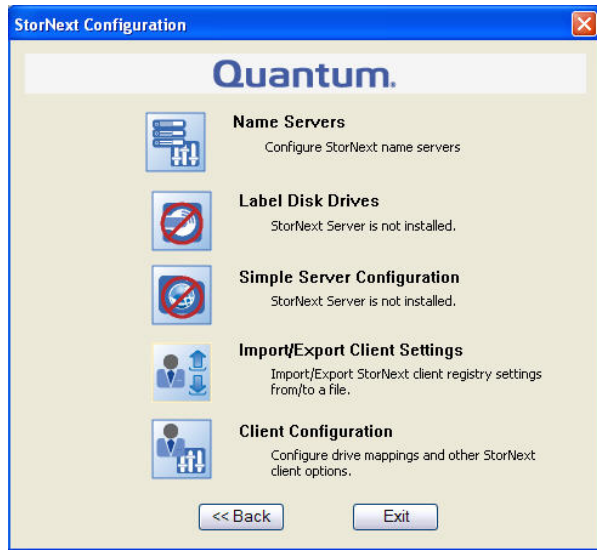 StorNext Configuration
Quantum.
Name Servers
Configure StorNext name servers
Label Disk Drives
StorNext Server is not installed.
Simple Server Configuration
StorNext Server is not installed.
Import/Export Client Settings
Import/Export StorNext client registry settings
from/to a file.
Client Configuration
Configure drive mappings and other StorNext
client options.
<< Back
Exit